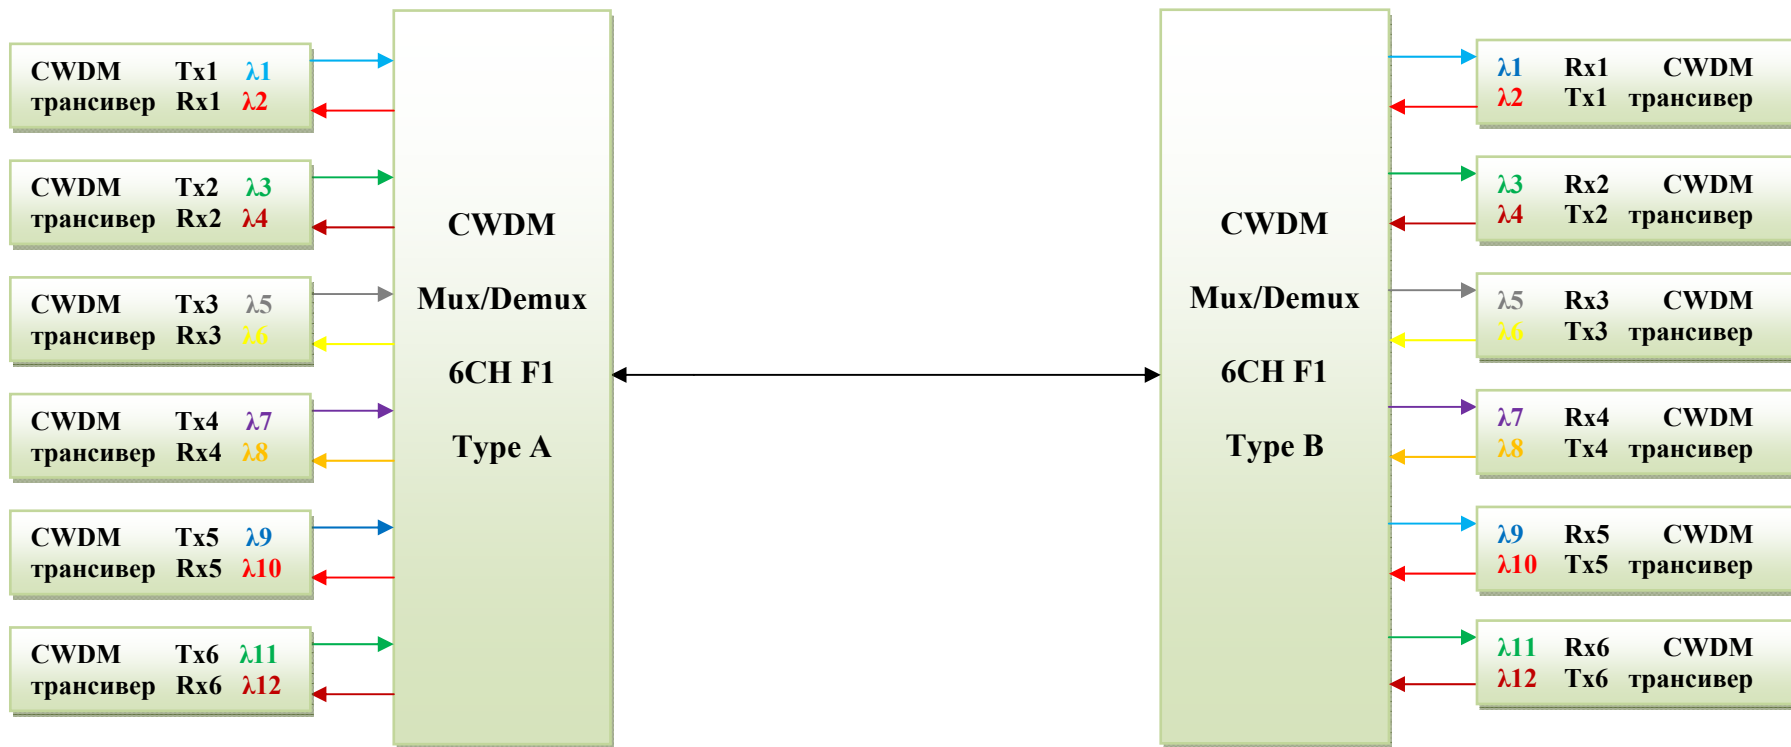 CWDM Tx1 λ1
трансивер Rx1 λ2
CWDM Tx2 λ3
трансивер Rx2 λ4
CWDM Tx3 λ5
трансивер Rx3 λ6
CWDM Tx4 λ7
трансивер Rx4 λ8
CWDM Tx5 λ9
трансивер Rx5 λ10
CWDM Tx6 λ11
трансивер Rx6 λ12
CWDM
Mux/Demux
6CH F1
Type A
CWDM
Mux/Demux
6CH F1
Type B
λ1 Rx1 CWDM
λ2 Tx1 трансивер
λ3 Rx2 CWDM
λ4 Tx2 трансивер
λ5 Rx3 CWDM
λ6 Tx3 трансивер
λ7 Rx4 CWDM
λ8 Tx4 трансивер
λ9 Rx5 CWDM
λ10 Tx5 трансивер
λ11 Rx6 CWDM
λ12 Tx6 трансивер